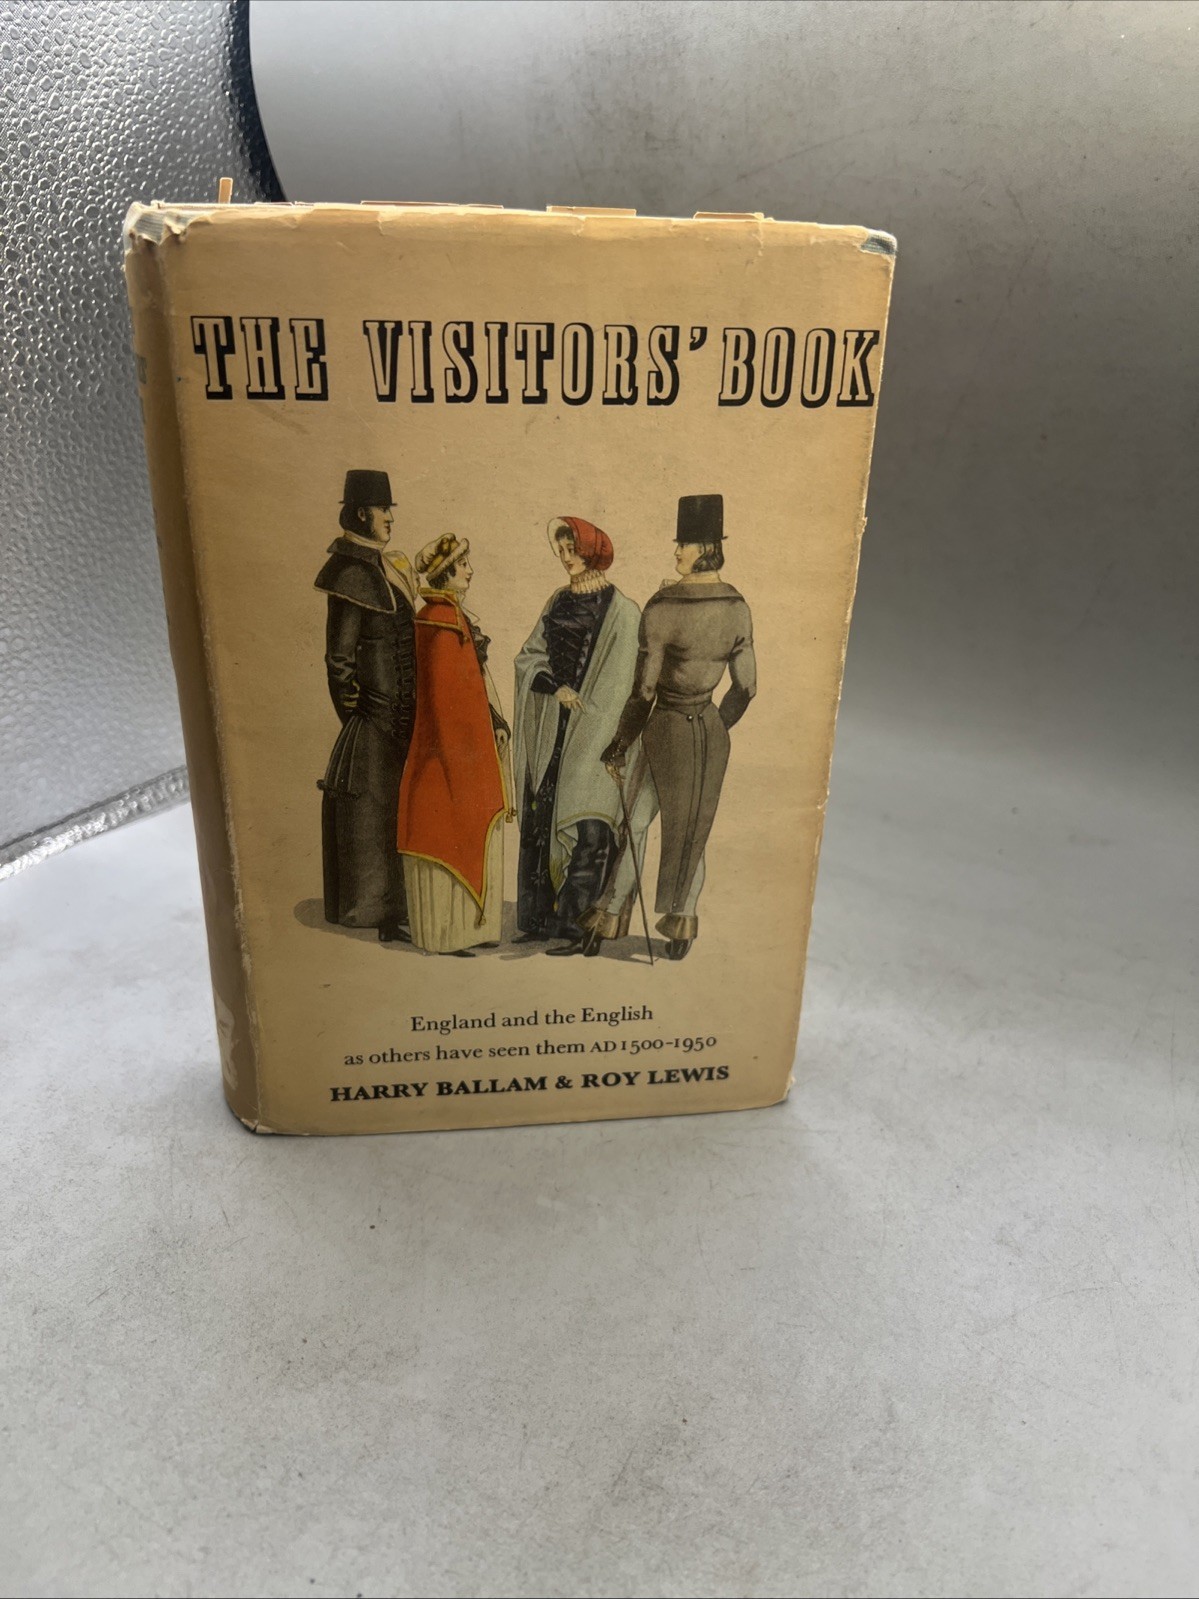 THE VISITORS' BOOK
England and the English
as others have seen them AD 1500-1950
HARRY BALLAM & ROY LEWIS